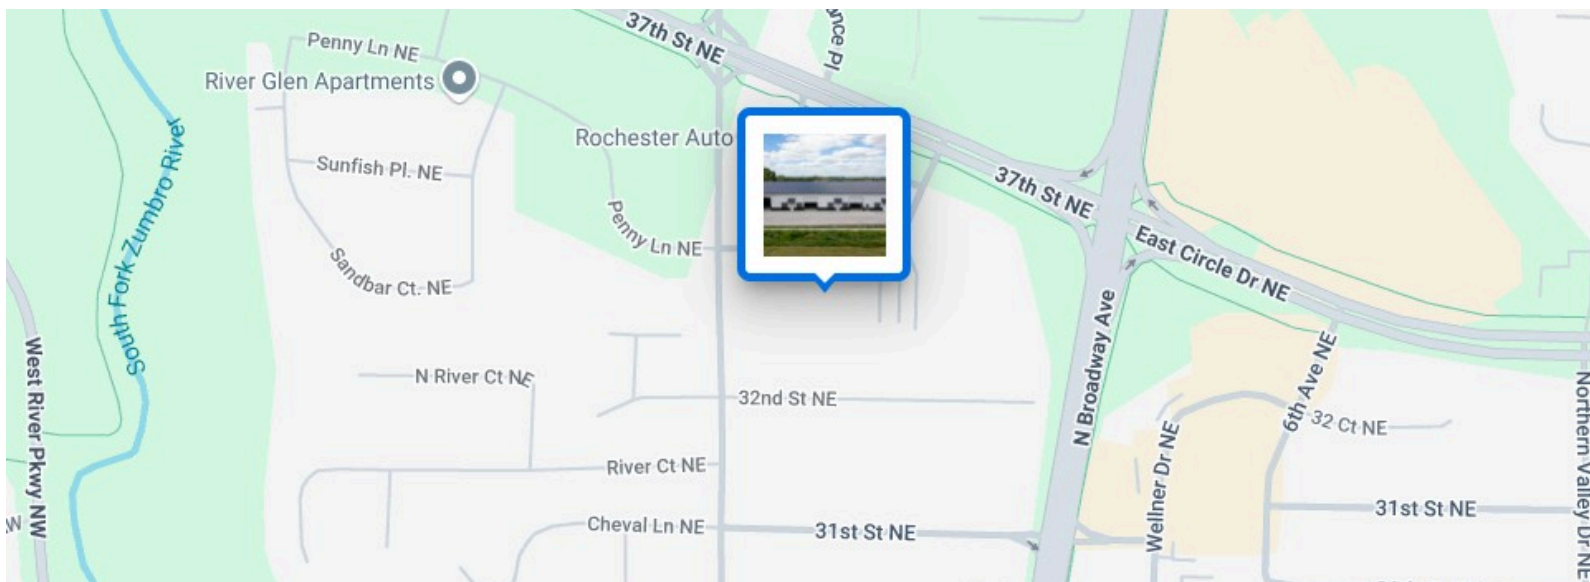 37th St NE
ance Pl
Penny Ln NE
River Glen Apartments
Rochester Auto
South Fork Zumbro River
Sunfish Pl. NE
37th St NE
Penny Ln NE
East Circle Dr NE
Sandbar Ct. NE
West River Pkwy NW
N River Ct NE
32nd St NE
N Broadway Ave
6th Ave NE
32 Ct NE
Northern Valley Dr NE
River Ct NE
Wellner Dr NE
31st St NE
Cheval Ln NE
31st St NE